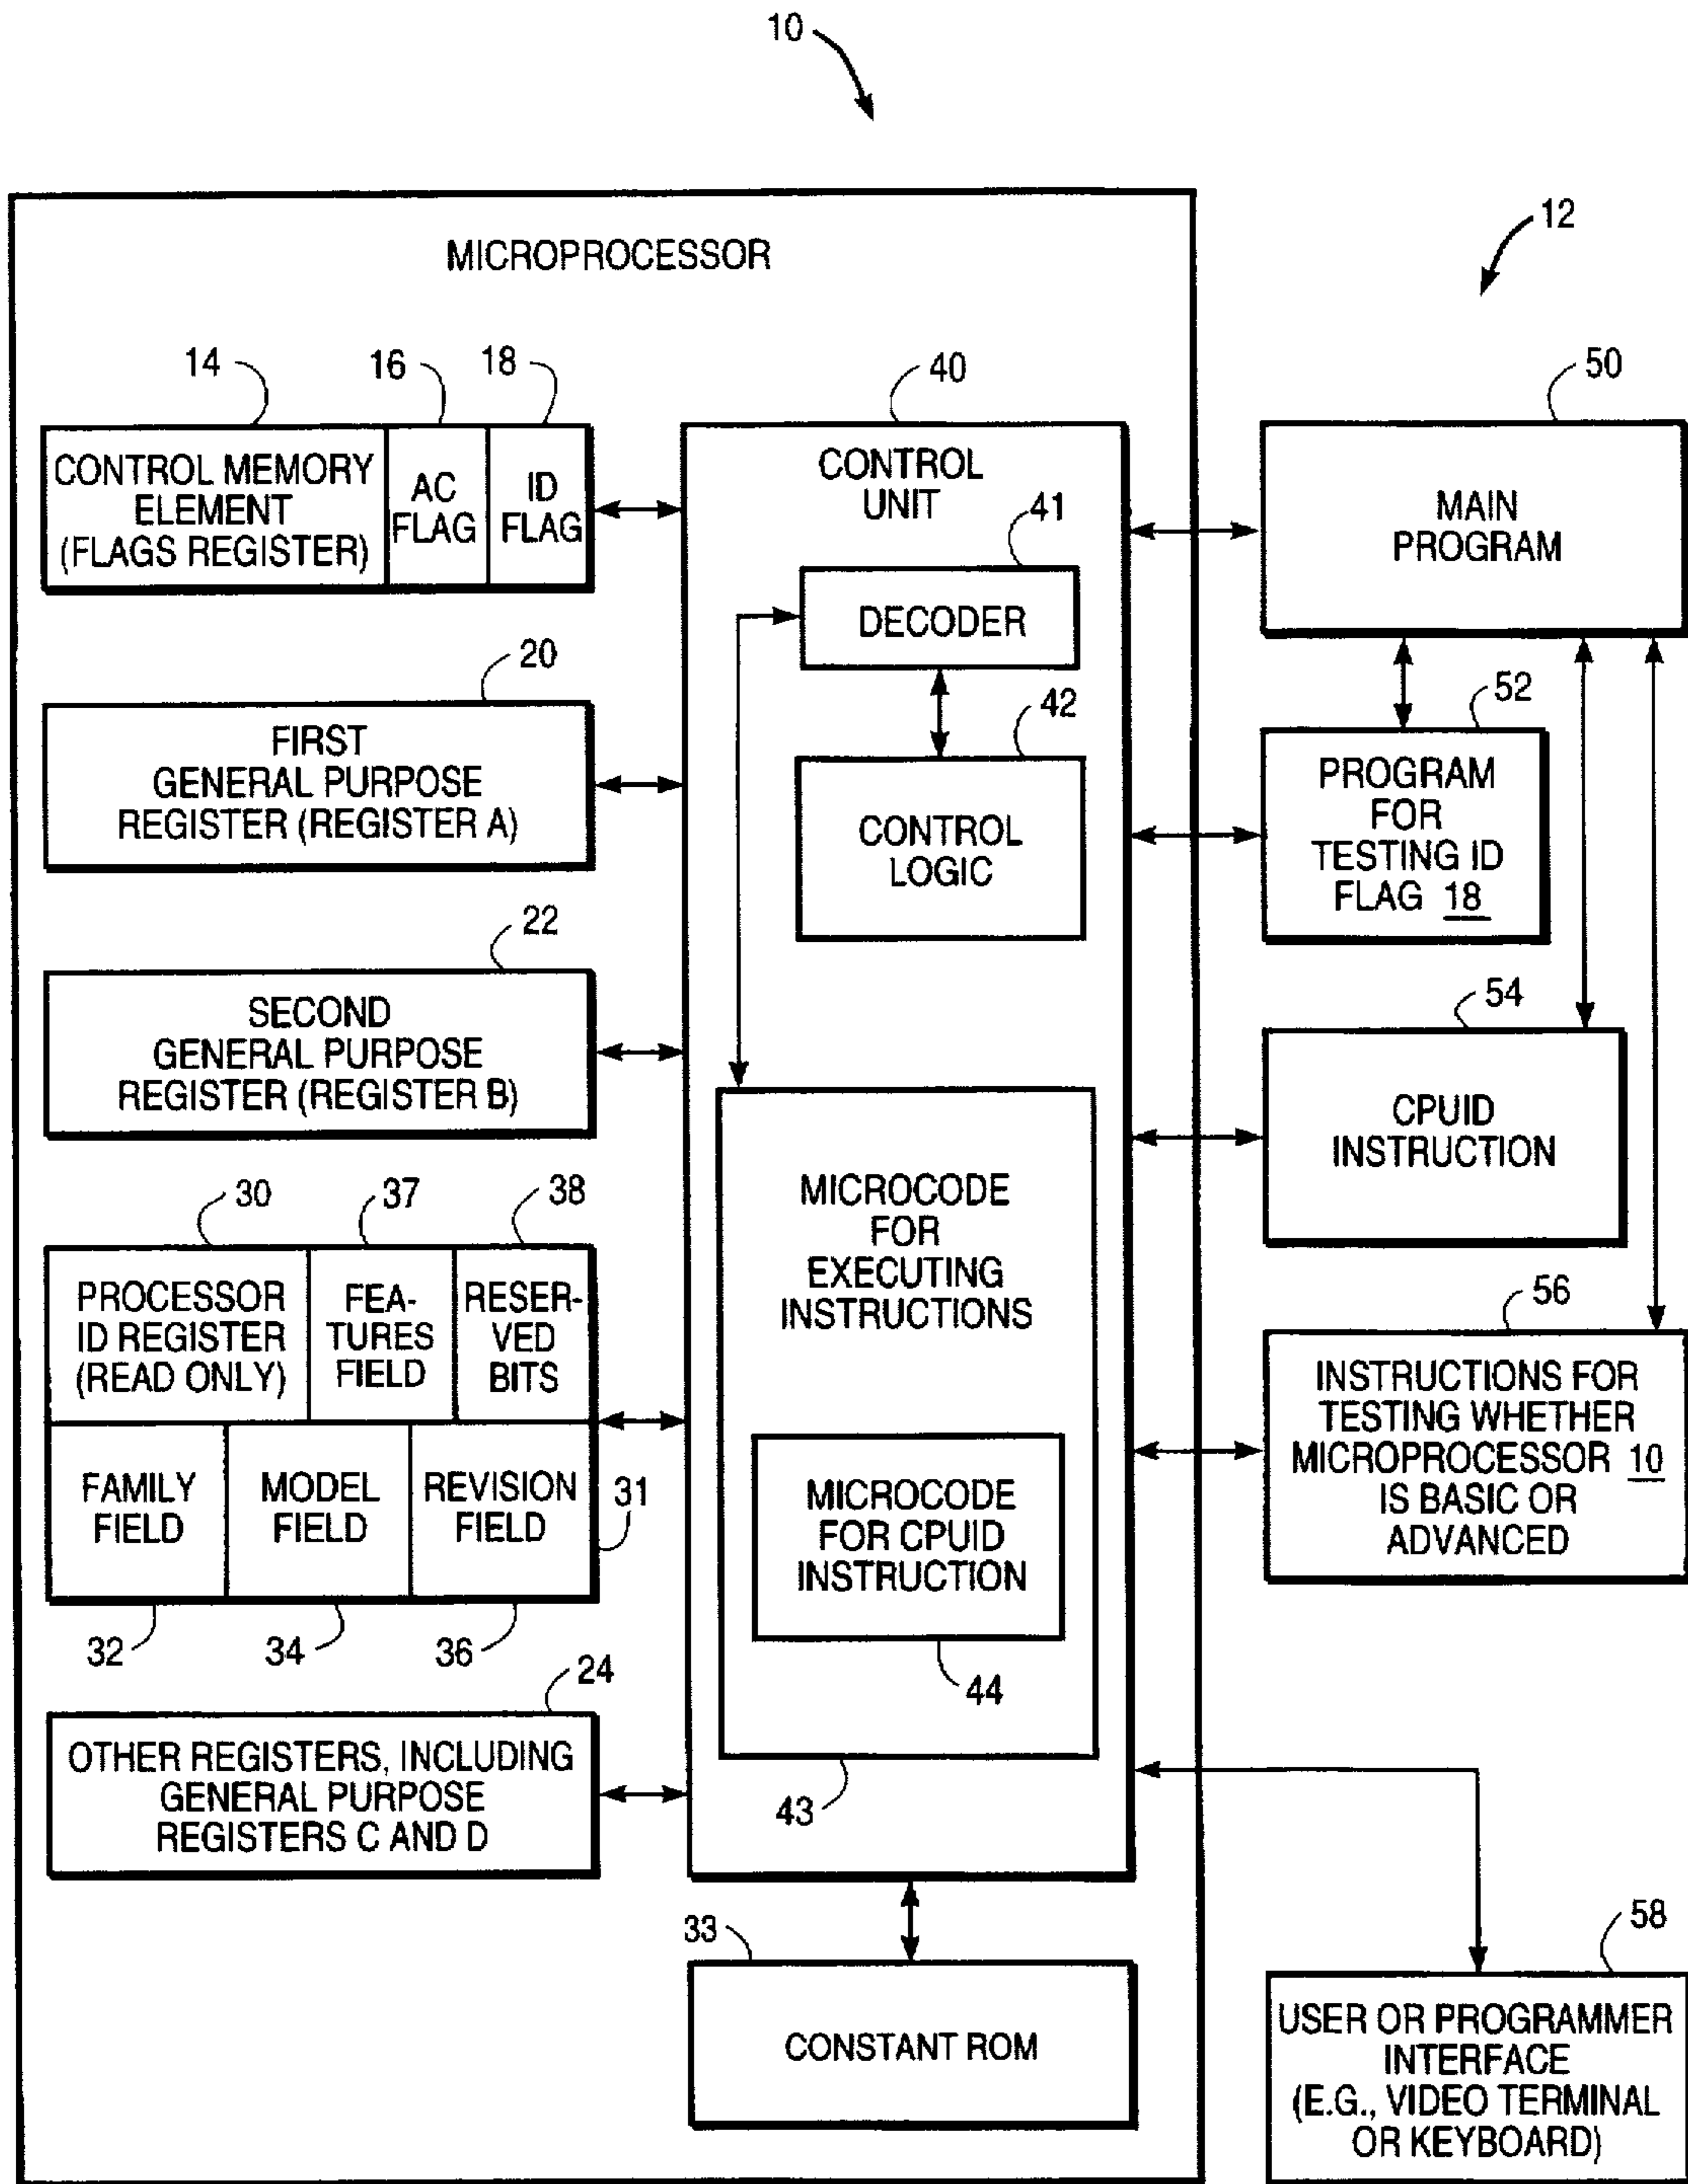 10
12
MICROPROCESSOR
14
16
18
CONTROL MEMORY
ELEMENT
(FLAGS REGISTER)
AC
FLAG
ID
FLAG
20
FIRST
GENERAL PURPOSE
REGISTER (REGISTER A)
22
SECOND
GENERAL PURPOSE
REGISTER (REGISTER B)
30
37
38
PROCESSOR
ID REGISTER
(READ ONLY)
FEA-
TURES
FIELD
RESER-
VED
BITS
FAMILY
FIELD
MODEL
FIELD
REVISION
FIELD
31
32
34
36
24
OTHER REGISTERS, INCLUDING
GENERAL PURPOSE
REGISTERS C AND D
40
CONTROL
UNIT
41
DECODER
42
CONTROL
LOGIC
MICROCODE
FOR
EXECUTING
INSTRUCTIONS
MICROCODE
FOR CPUID
INSTRUCTION
44
43
33
CONSTANT ROM
50
MAIN
PROGRAM
52
PROGRAM
FOR
TESTING ID
FLAG 18
54
CPUID
INSTRUCTION
56
INSTRUCTIONS FOR
TESTING WHETHER
MICROPROCESSOR 10
IS BASIC OR
ADVANCED
58
USER OR PROGRAMMER
INTERFACE
(E.G., VIDEO TERMINAL
OR KEYBOARD)